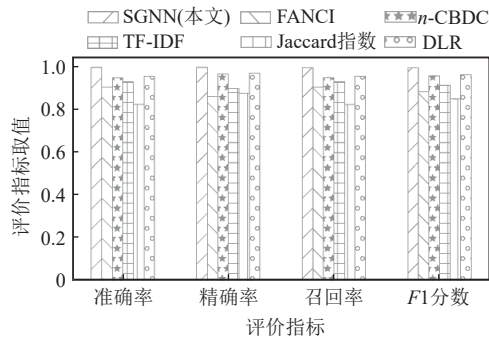 SGNN(本文) FANCI n-CBDC
TF-IDF Jaccard指数 DLR
1.0
0.8
0.6
0.4
0.2
0
评价指标取值
准确率 精确率 召回率 F1分数
评价指标